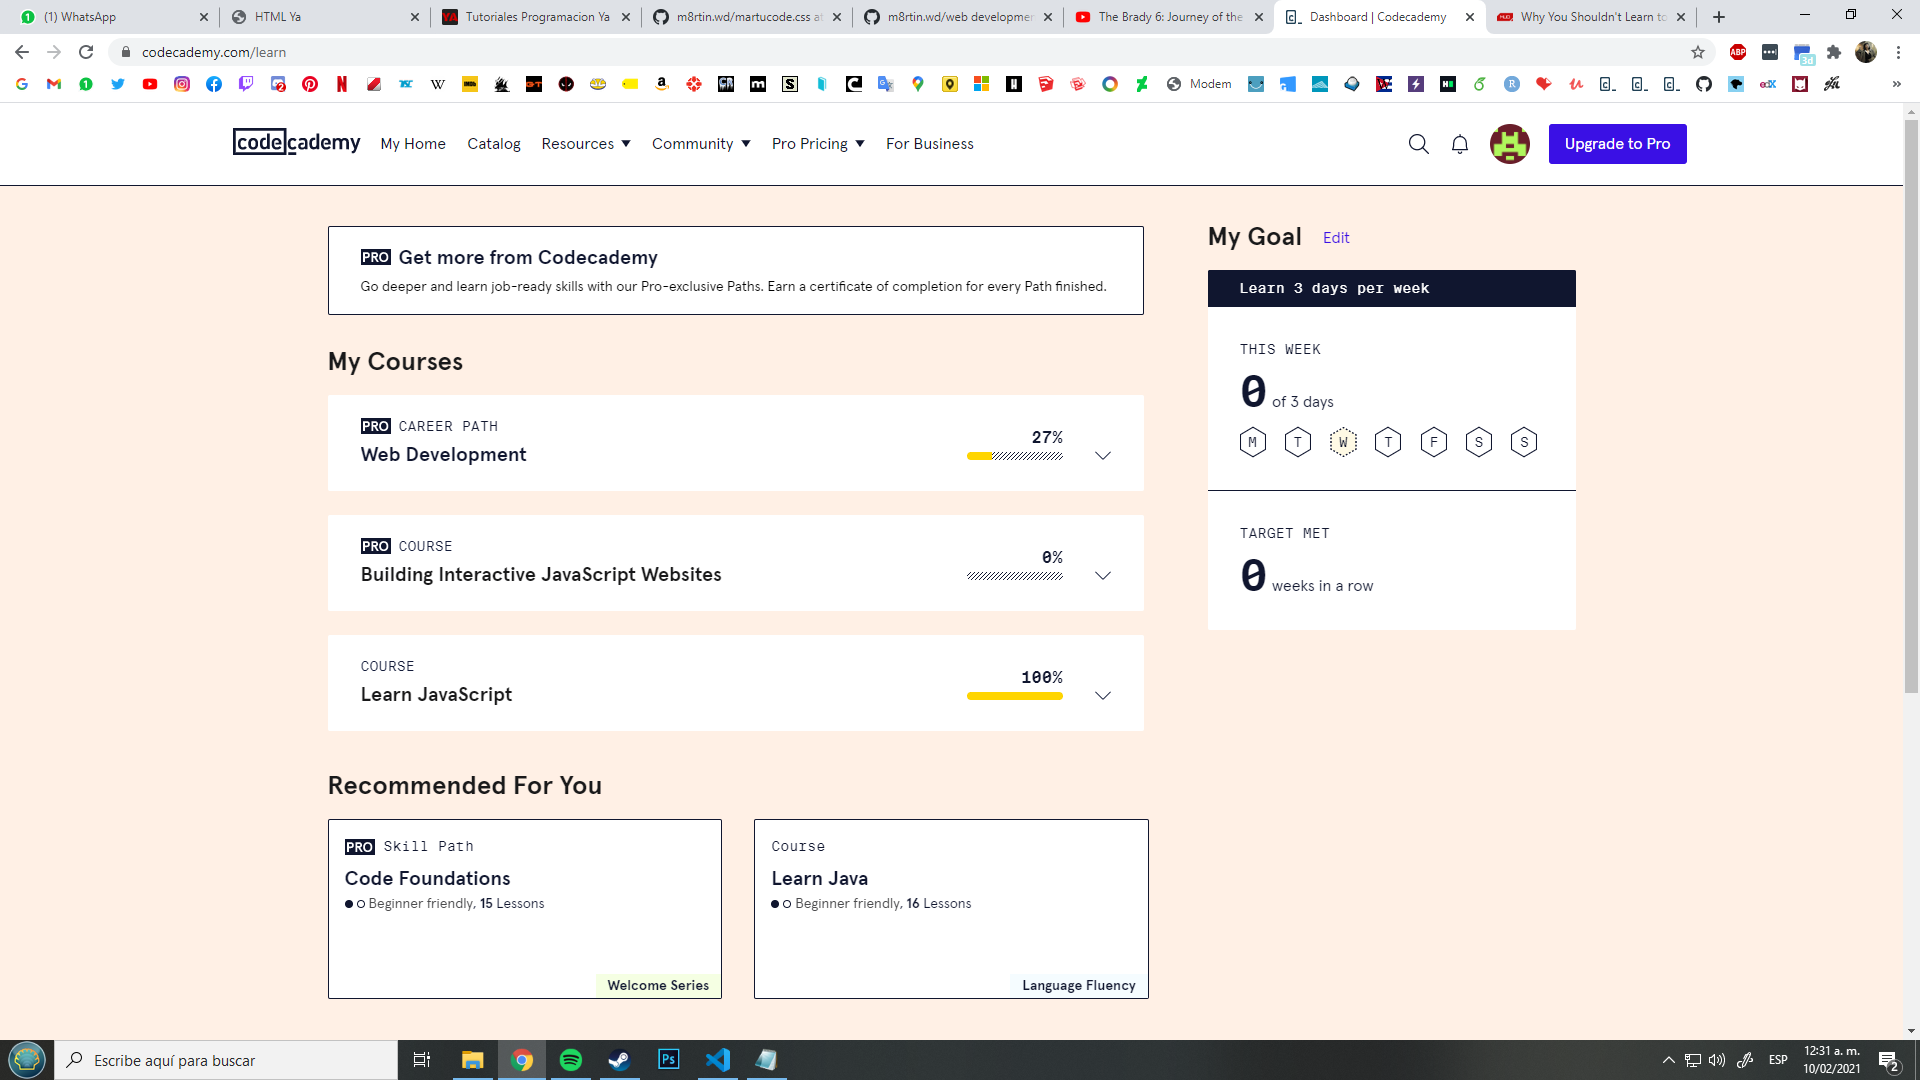 (1) WhatsApp
HTML Ya
Tutoriales Programacion Ya
m8rtin.wd/martucode.css at
m8rtin.wd/web developmen
The Brady 6: Journey of the
Dashboard | Codecademy
Why You Shouldn't Learn to
codecademy.com/learn
ABP
3d
Modem
codecademy
My Home
Catalog
Resources
Community
Pro Pricing
For Business
Upgrade to Pro
PRO Get more from Codecademy
Go deeper and learn job-ready skills with our Pro-exclusive Paths. Earn a certificate of completion for every Path finished.
My Courses
PRO CAREER PATH
Web Development
27%
PRO COURSE
Building Interactive JavaScript Websites
0%
COURSE
Learn JavaScript
100%
My Goal Edit
Learn 3 days per week
THIS WEEK
0 of 3 days
M T W T F S S
TARGET MET
0 weeks in a row
Recommended For You
PRO Skill Path
Code Foundations
Beginner friendly, 15 Lessons
Welcome Series
Course
Learn Java
Beginner friendly, 16 Lessons
Language Fluency
Escribe aquí para buscar
Ps
ESP
12:31 a. m.
10/02/2021
2